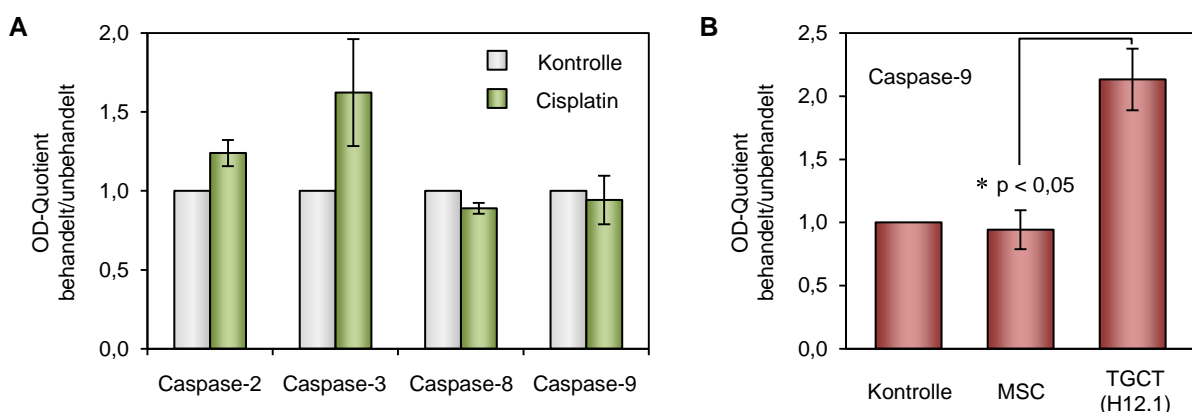 A
OD-Quotient
behandelt/unbehandelt
2,0
1,5
1,0
0,5
0,0
Kontrolle
Cisplatin
Caspase-2
Caspase-3
Caspase-8
Caspase-9
B
OD-Quotient
behandelt/unbehandelt
2,5
2,0
1,5
1,0
0,5
0,0
Caspase-9
* p < 0,05
Kontrolle
MSC
TGCT
(H12.1)